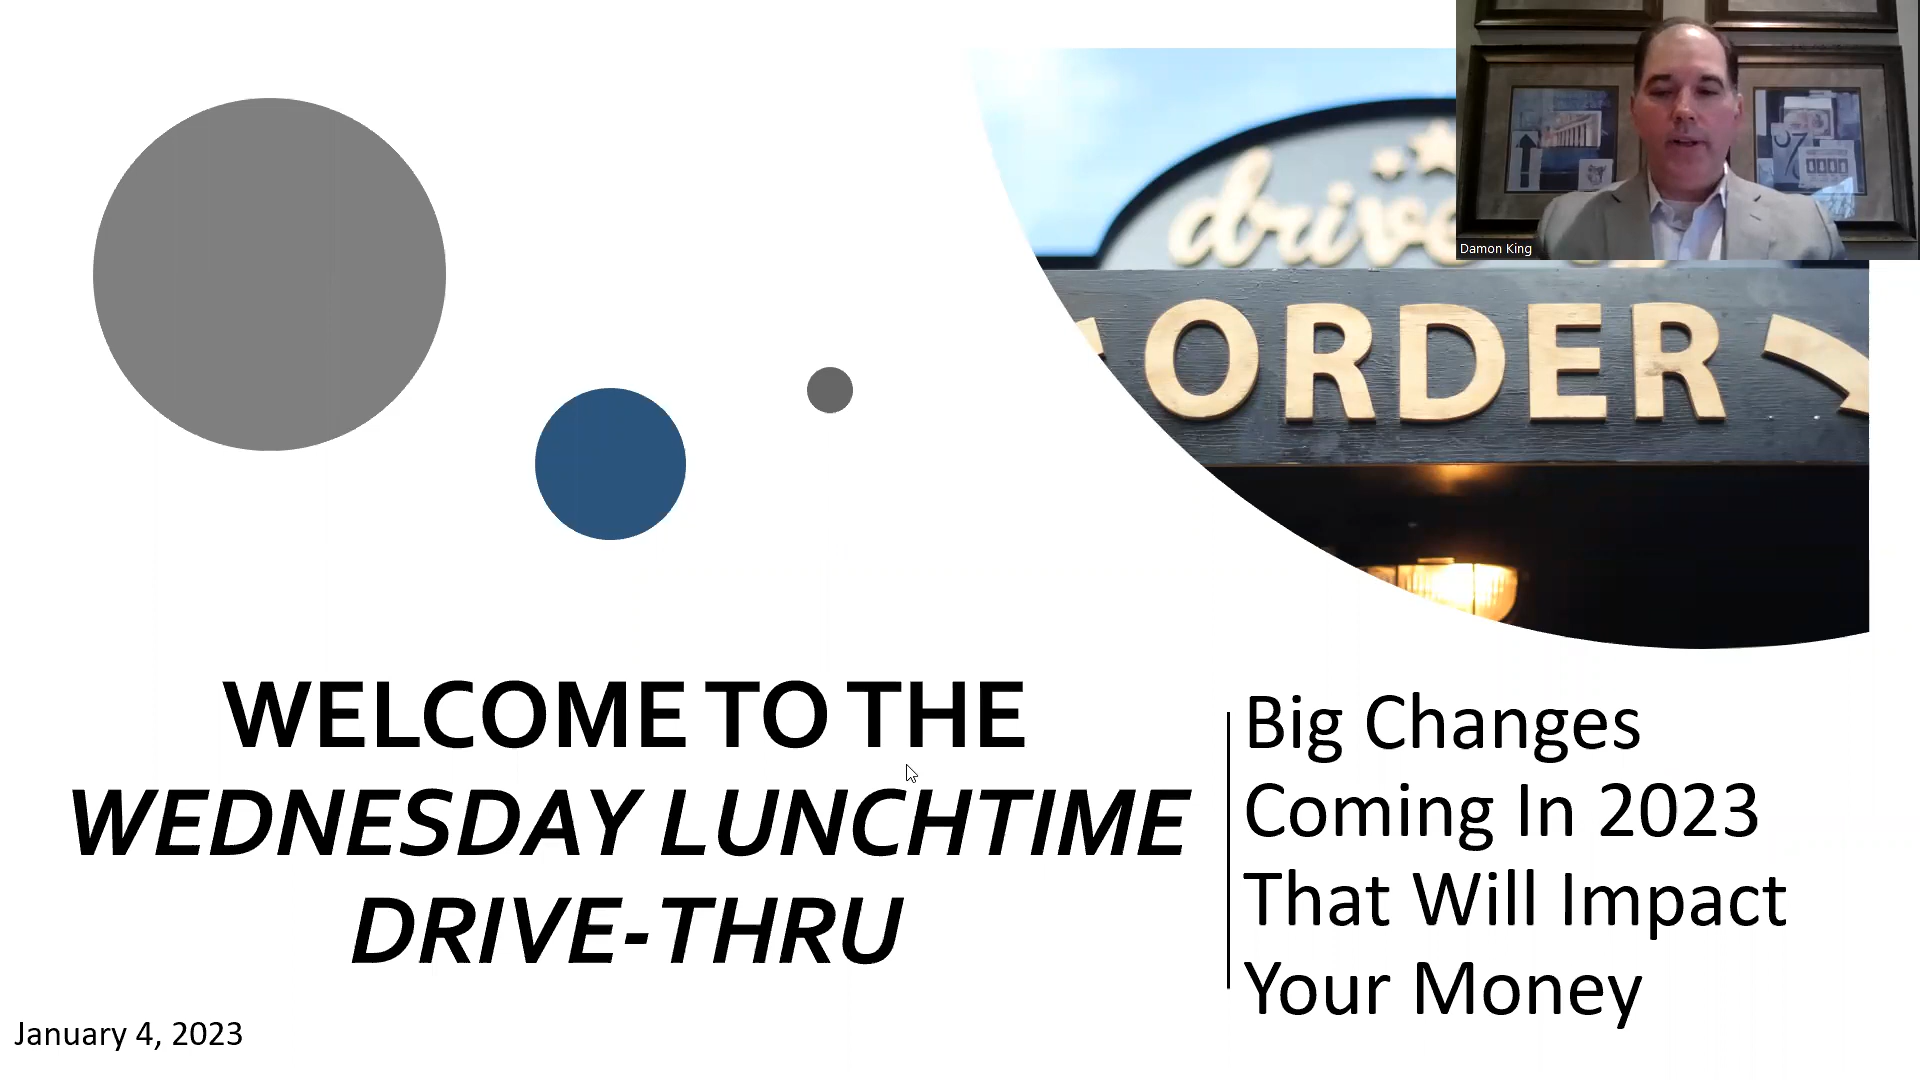 drive
ORDER
Damon King
WELCOME TO THE
WEDNESDAY LUNCHTIME
DRIVE-THRU
Big Changes
Coming In 2023
That Will Impact
Your Money
January 4, 2023